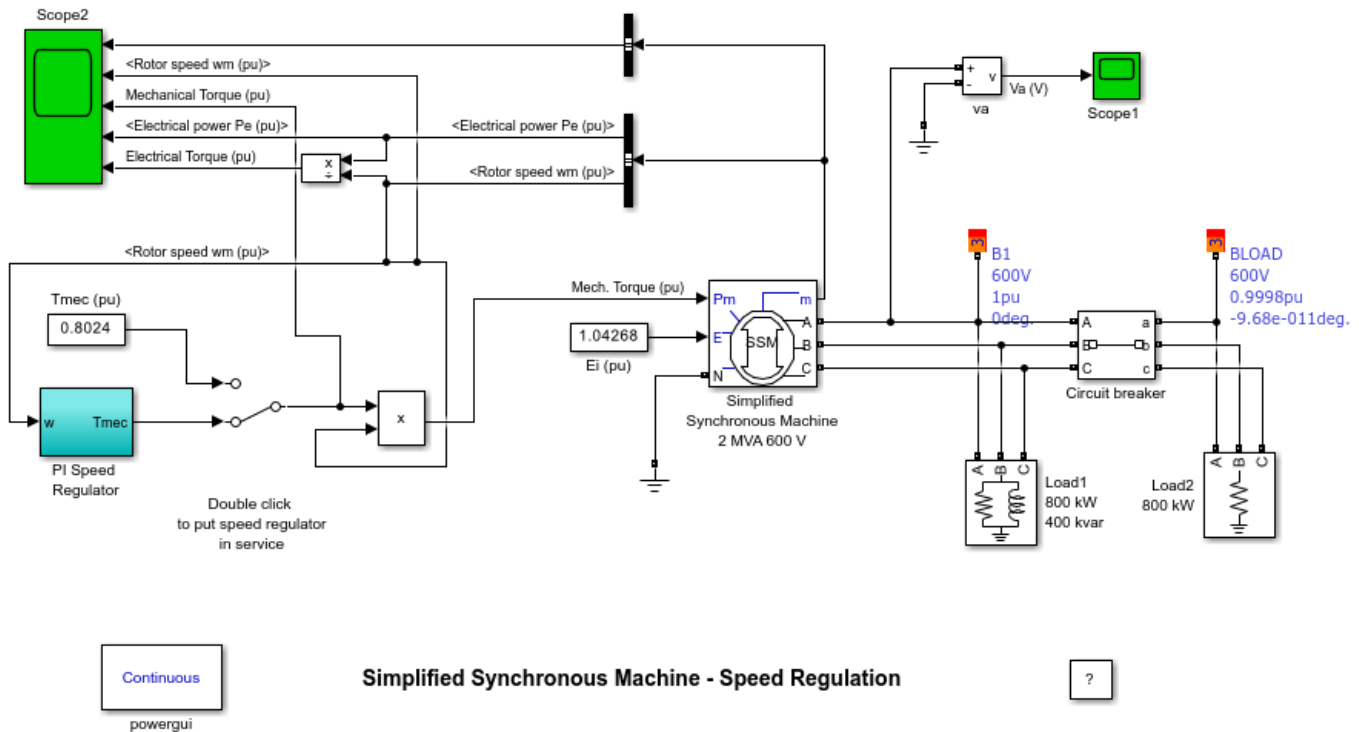 Scope2
<Rotor speed wm (pu)>
Mechanical Torque (pu)
<Electrical power Pe (pu)>
<Electrical power Pe (pu)>
Electrical Torque (pu)
<Rotor speed wm (pu)>
x
÷
+
-
v
va
Va (V)
Scope1
<Rotor speed wm (pu)>
Tmec (pu)
0.8024
w
Tmec
PI Speed
Regulator
Double click
to put speed regulator
in service
x
Mech. Torque (pu)
1.04268
Ei (pu)
Pm
E
N
m
A
B
C
SSM
Simplified
Synchronous Machine
2 MVA 600 V
3
B1
600V
1pu
0deg.
A
B
C
a
b
c
Circuit breaker
3
BLOAD
600V
0.9998pu
-9.68e-011deg.
A
B
C
Load1
800 kW
400 kvar
A
B
C
Load2
800 kW
Continuous
powergui
Simplified Synchronous Machine - Speed Regulation
?